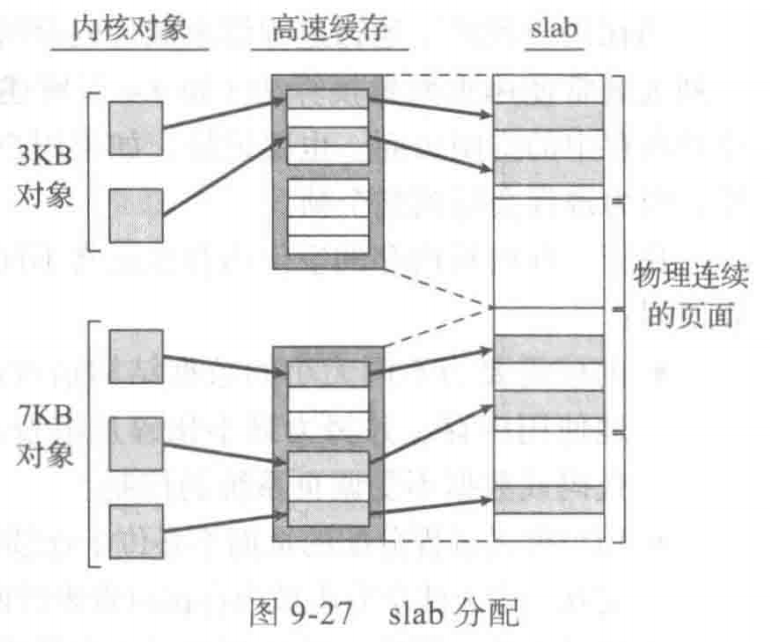 内核对象 高速缓存 slab
3KB
对象
物理连续
的页面
7KB
对象
图 9-27 slab 分配